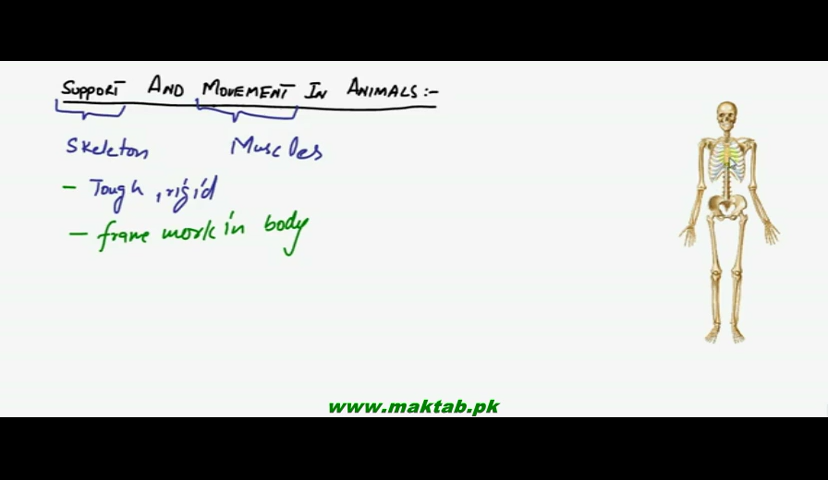 SUPPORT AND MOVEMENT IN ANIMALS:-
Skeleton Muscles
- Tough, rigid
- frame work in body
www.maktab.pk